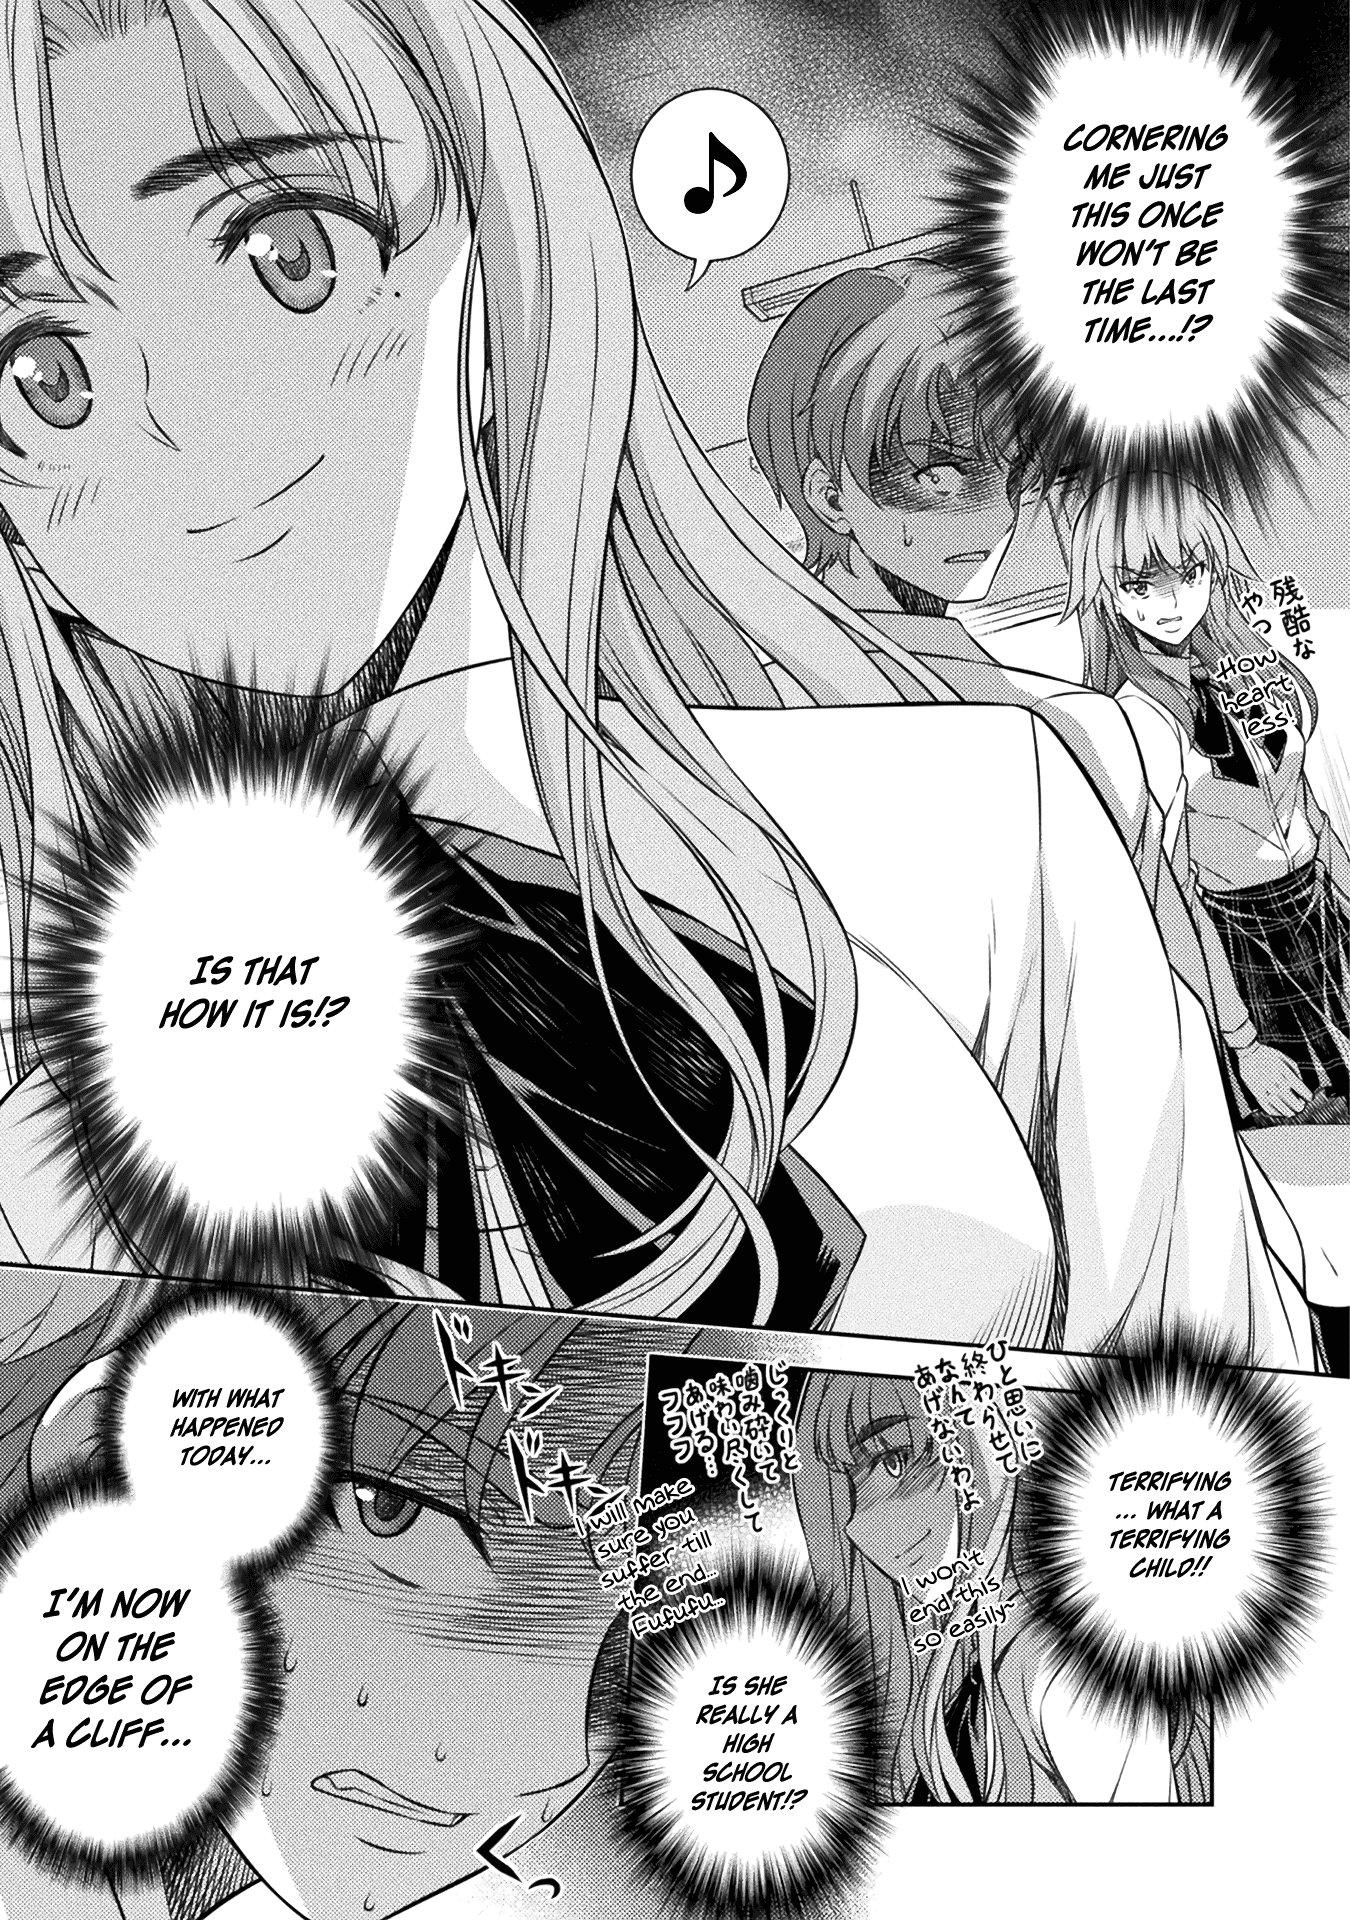 CORNERING
ME JUST
THIS ONCE
WON'T BE
THE LAST
TIME...!?
♪
残酷な
やつ
How
heart
less!
IS THAT
HOW IT IS!?
TERRIFYING
... WHAT A
TERRIFYING
CHILD!!
ひと思いに
終わらせて
なんて
あげないわよ
I won't
end this
so easily~
じっくりと
噛み砕いて
味わい尽くして
あげる…
フフフフ
I will make
sure you
suffer till
the end...
Fufufu...
IS SHE
REALLY A
HIGH
SCHOOL
STUDENT!?
ドキン
ドキン
WITH WHAT
HAPPENED
TODAY...
I'M NOW
ON THE
EDGE OF
A CLIFF...
くっ